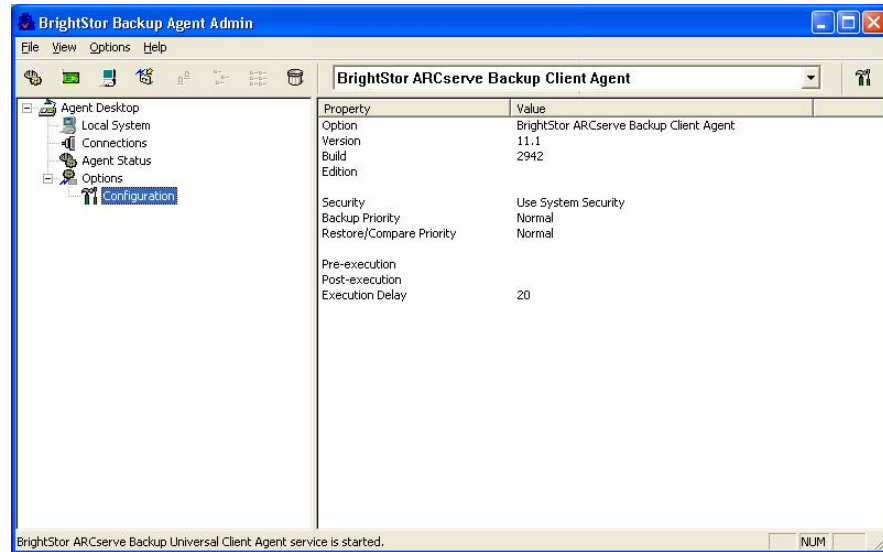 BrightStor Backup Agent Admin
File View Options Help
BrightStor ARCserve Backup Client Agent
Agent Desktop
Local System
Connections
Agent Status
Options
Configuration
Property Value
Option BrightStor ARCserve Backup Client Agent
Version 11.1
Build 2942
Edition
Security Use System Security
Backup Priority Normal
Restore/Compare Priority Normal
Pre-execution
Post-execution
Execution Delay 20
BrightStor ARCserve Backup Universal Client Agent service is started. NUM